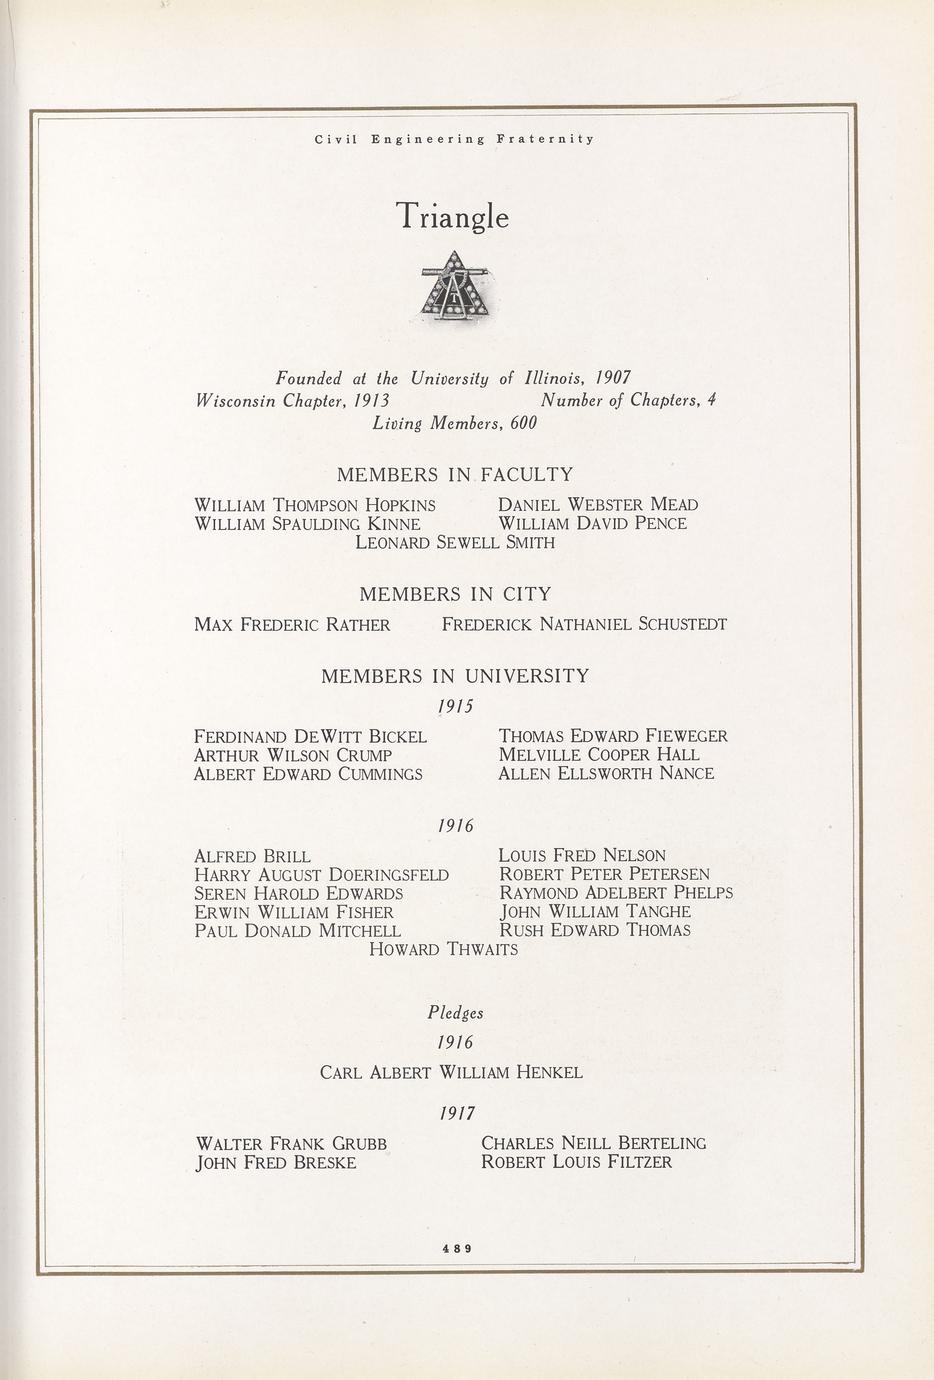 Civil Engineering Fraternity
Triangle
T
Founded at the University of Illinois, 1907
Wisconsin Chapter, 1913 Number of Chapters, 4
Living Members, 600
MEMBERS IN FACULTY
WILLIAM THOMPSON HOPKINS DANIEL WEBSTER MEAD
WILLIAM SPAULDING KINNE WILLIAM DAVID PENCE
LEONARD SEWELL SMITH
MEMBERS IN CITY
MAX FREDERIC RATHER FREDERICK NATHANIEL SCHUSTEDT
MEMBERS IN UNIVERSITY
1915
FERDINAND DEWITT BICKEL THOMAS EDWARD FIEWEGER
ARTHUR WILSON CRUMP MELVILLE COOPER HALL
ALBERT EDWARD CUMMINGS ALLEN ELLSWORTH NANCE
1916
ALFRED BRILL LOUIS FRED NELSON
HARRY AUGUST DOERINGSFELD ROBERT PETER PETERSEN
SEREN HAROLD EDWARDS RAYMOND ADELBERT PHELPS
ERWIN WILLIAM FISHER JOHN WILLIAM TANGHE
PAUL DONALD MITCHELL RUSH EDWARD THOMAS
HOWARD THWAITS
Pledges
1916
CARL ALBERT WILLIAM HENKEL
1917
WALTER FRANK GRUBB CHARLES NEILL BERTELING
JOHN FRED BRESKE ROBERT LOUIS FILTZER
489